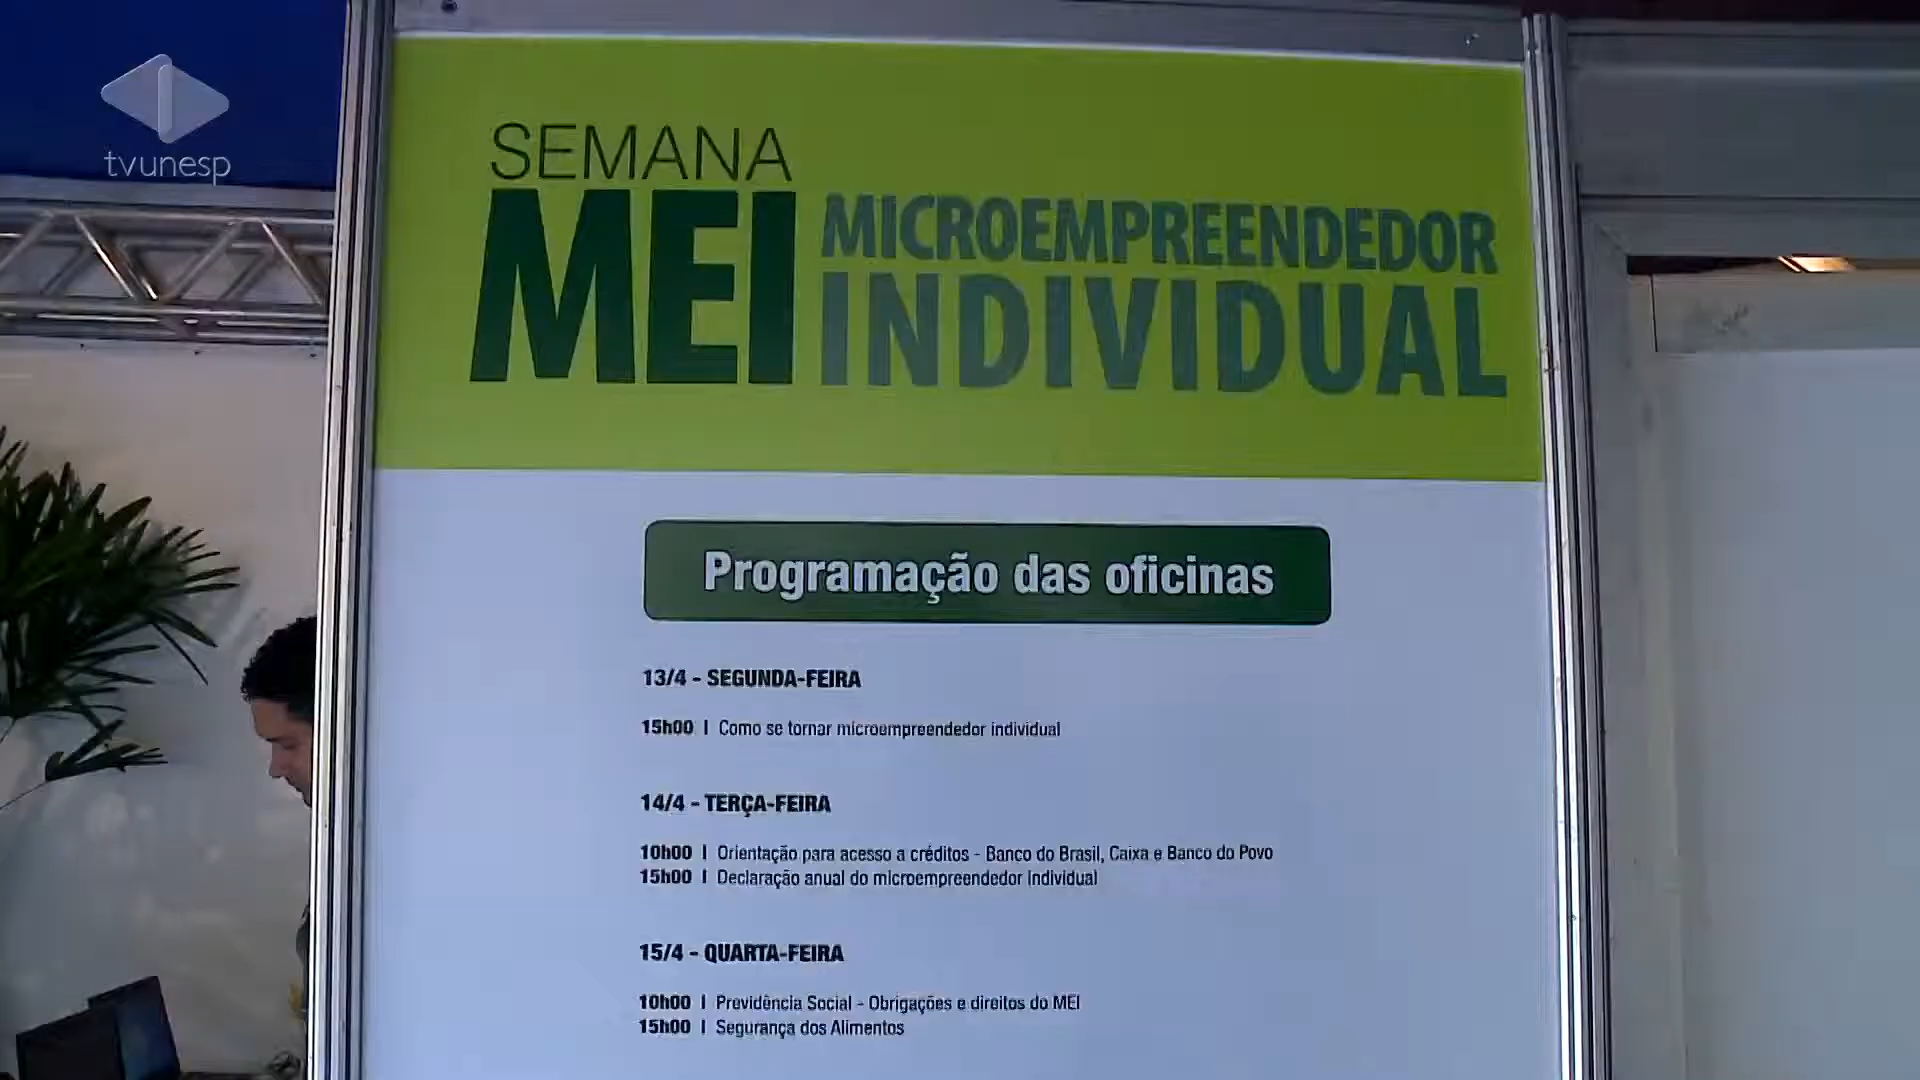 tvunesp
SEMANA
MEI
MICROEMPREENDEDOR
INDIVIDUAL
Programação das oficinas
13/4 - SEGUNDA-FEIRA
15h00 | Como se tornar microempreendedor individual
14/4 - TERÇA-FEIRA
10h00 | Orientação para acesso a créditos - Banco do Brasil, Caixa e Banco do Povo
15h00 | Declaração anual do microempreendedor individual
15/4 - QUARTA-FEIRA
10h00 | Previdência Social - Obrigações e direitos do MEI
15h00 | Segurança dos Alimentos